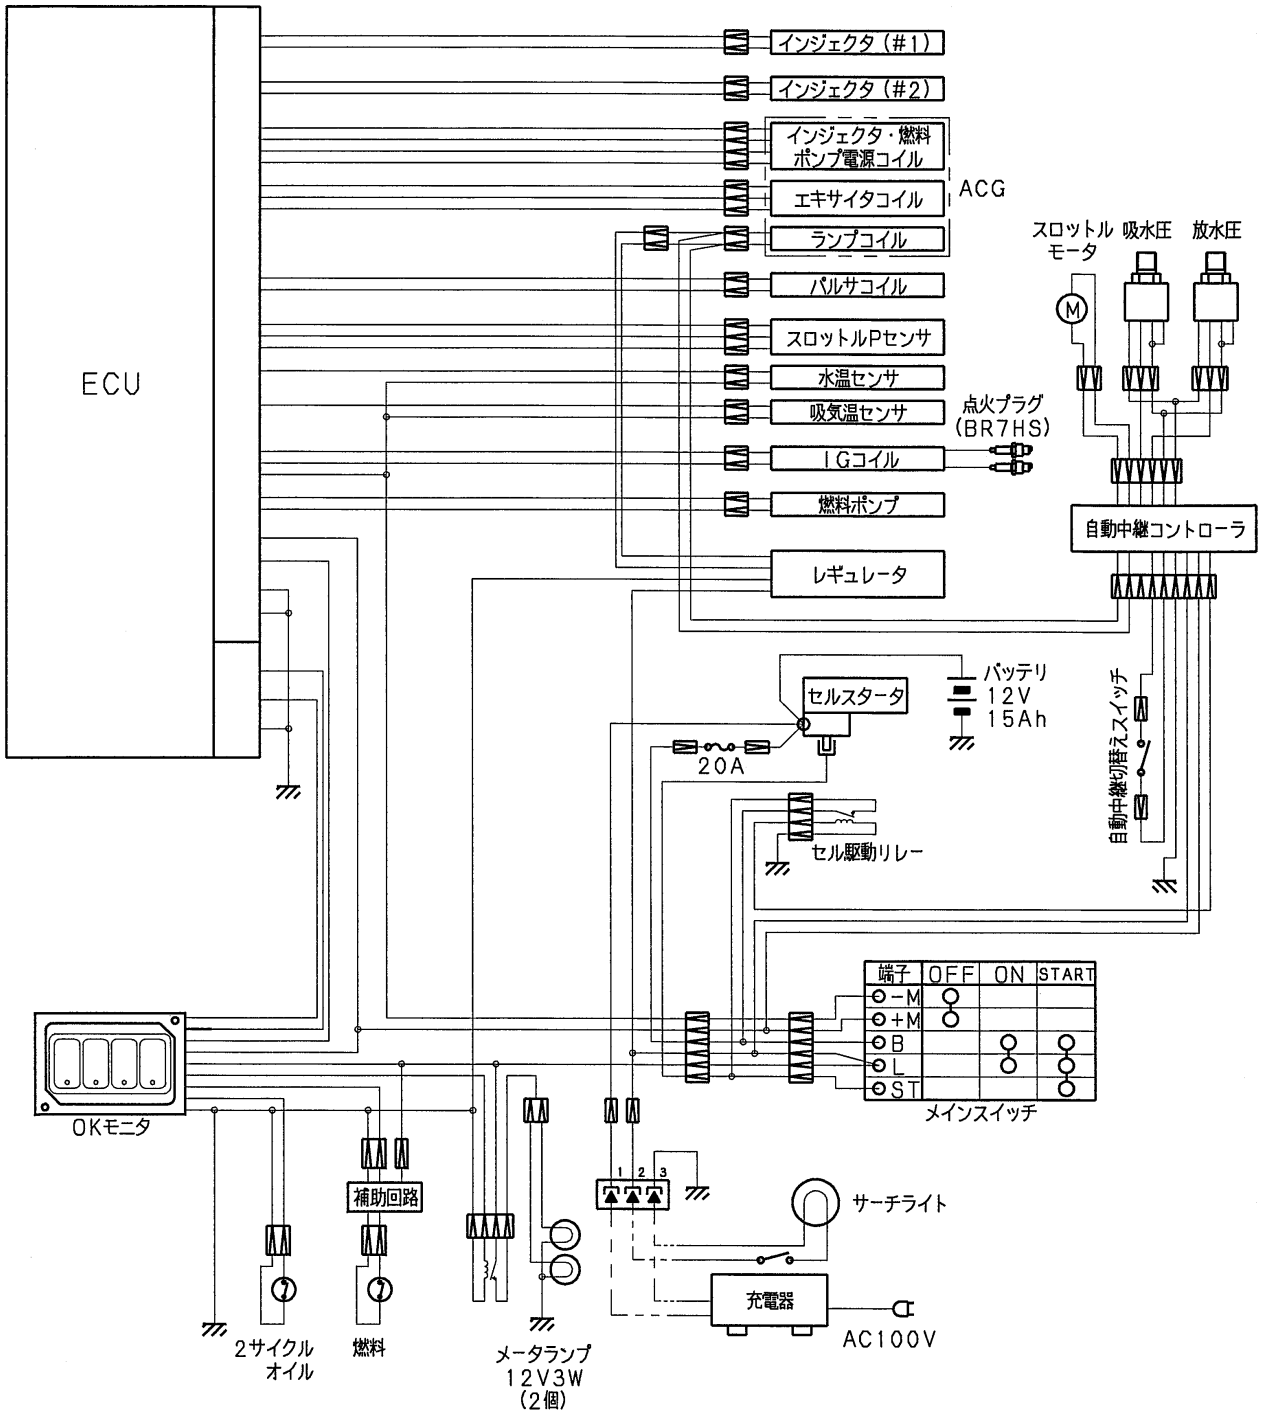 インジェクタ(#1)
インジェクタ(#2)
インジェクタ・燃料
ポンプ電源コイル
エキサイタコイル
ACG
ランプコイル
パルサコイル
スロットルPセンサ
水温センサ
吸気温センサ
点火プラグ
(BR7HS)
IGコイル
燃料ポンプ
レギュレータ
ECU
スロットル
モータ
M
吸水圧
放水圧
自動中継コントローラ
セルスタータ
バッテリ
12V
15Ah
20A
自動中継切替えスイッチ
セル駆動リレー
端子 OFF ON START
-M
+M
B
L
ST
メインスイッチ
OKモニタ
補助回路
1 2 3
サーチライト
充電器
AC100V
2サイクル
オイル
燃料
メータランプ
12V3W
(2個)